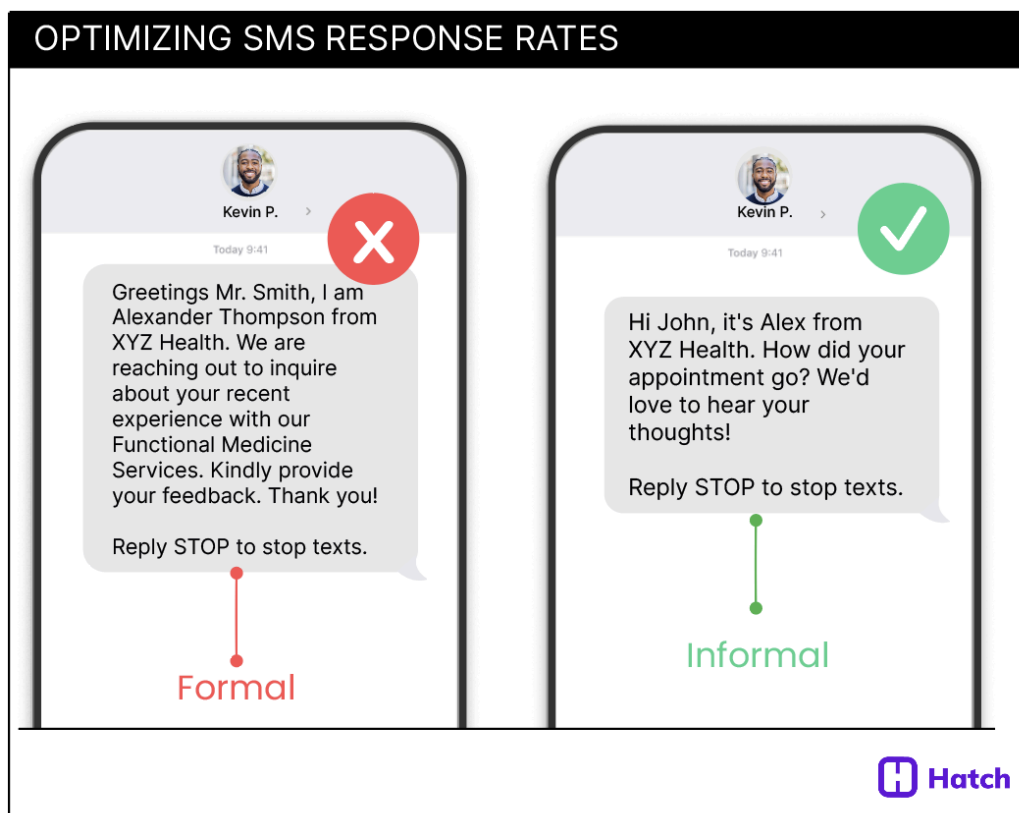 OPTIMIZING SMS RESPONSE RATES
Kevin P.
Today 9:41
Greetings Mr. Smith, I am
Alexander Thompson from
XYZ Health. We are
reaching out to inquire
about your recent
experience with our
Functional Medicine
Services. Kindly provide
your feedback. Thank you!
Reply STOP to stop texts.
Formal
Kevin P.
Today 9:41
Hi John, it's Alex from
XYZ Health. How did your
appointment go? We'd
love to hear your
thoughts!
Reply STOP to stop texts.
Informal
Hatch